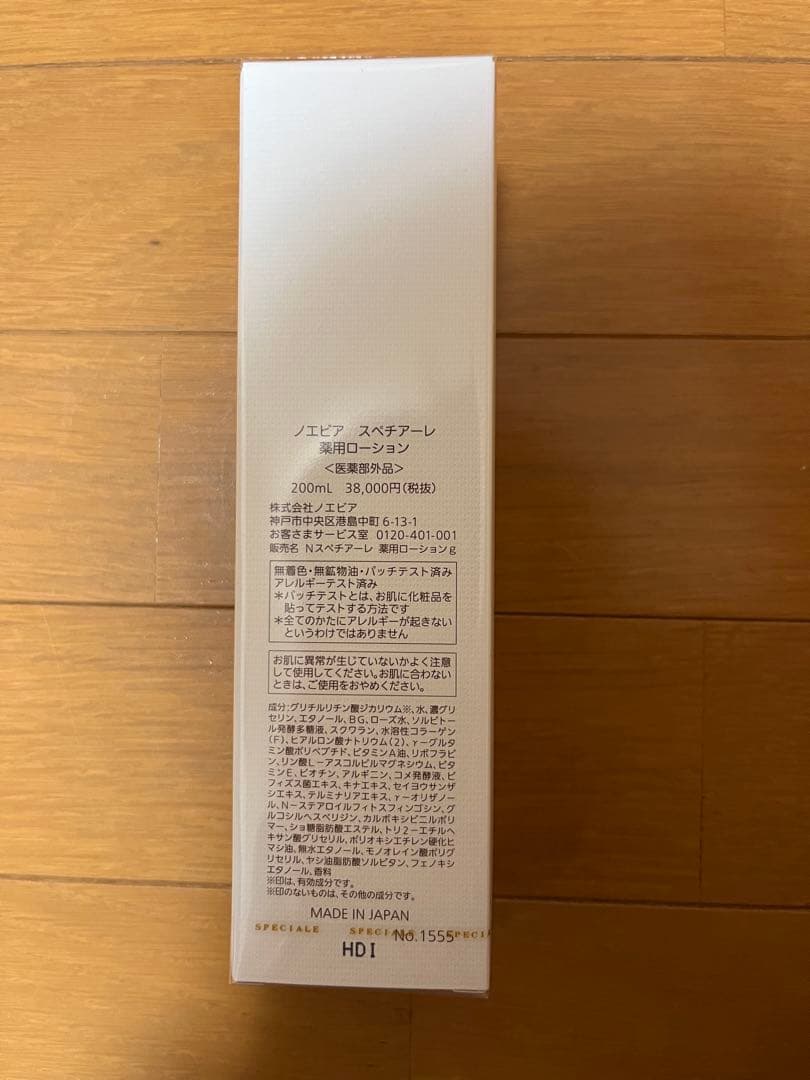 ノエビア　スペチアーレ
薬用ローション
＜医薬部外品＞
200mL　38,000円(税抜)
株式会社ノエビア
神戸市中央区港島中町 6-13-1
お客さまサービス室 0120-401-001
販売名 Nスペチアーレ 薬用ローションg
無着色・無鉱物油・パッチテスト済み
アレルギーテスト済み
＊パッチテストとは、お肌に化粧品を
貼ってテストする方法です
＊全てのかたにアレルギーが起きない
というわけではありません
お肌に異常が生じていないかよく注意
して使用してください。お肌に合わない
ときは、ご使用をおやめください。
成分:グリチルリチン酸ジカリウム※、水、濃グリ
セリン、エタノール、BG、ローズ水、ソルビトー
ル発酵多糖液、スクワラン、水溶性コラーゲン
(F)、ヒアルロン酸ナトリウム(2)、γ－グルタ
ミン酸ポリペプチド、ビタミンA油、リボフラビ
ン、リン酸L－アスコルビルマグネシウム、ビタ
ミンE、ビオチン、アルギニン、コメ発酵液、ビ
フィズス菌エキス、キナエキス、セイヨウサンザ
シエキス、テルミナリアエキス、γ－オリザノー
ル、N－ステアロイルフィトスフィンゴシン、グ
ルコシルヘスペリジン、カルボキシビニルポリ
マー、ショ糖脂肪酸エステル、トリ2－エチルヘ
キサン酸グリセリル、ポリオキシエチレン硬化ヒ
マシ油、無水エタノール、モノオレイン酸ポリグ
リセリル、ヤシ油脂肪酸ソルビタン、フェノキシ
エタノール、香料
※印は、有効成分です。
※印のないものは、その他の成分です。
MADE IN JAPAN
SPECIALE SPECIALE SPECI
No.1555
HDI